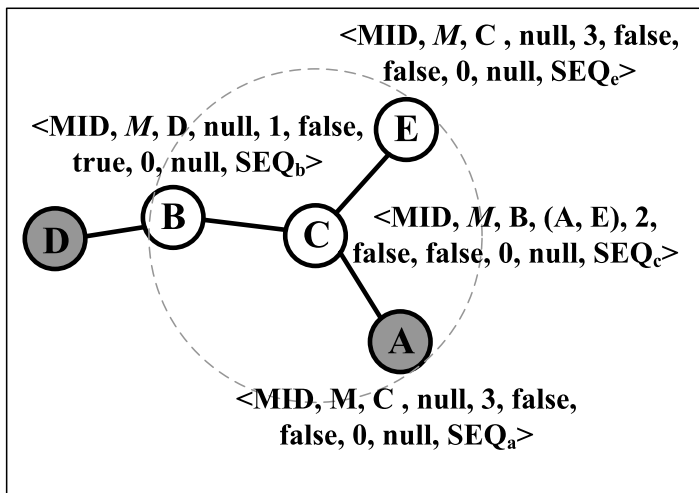 <MID, M, C , null, 3, false,
false, 0, null, SEQe>
<MID, M, D, null, 1, false,
true, 0, null, SEQb>
E
B
D
C
<MID, M, B, (A, E), 2,
false, false, 0, null, SEQc>
A
<MID, M, C , null, 3, false,
false, 0, null, SEQa>